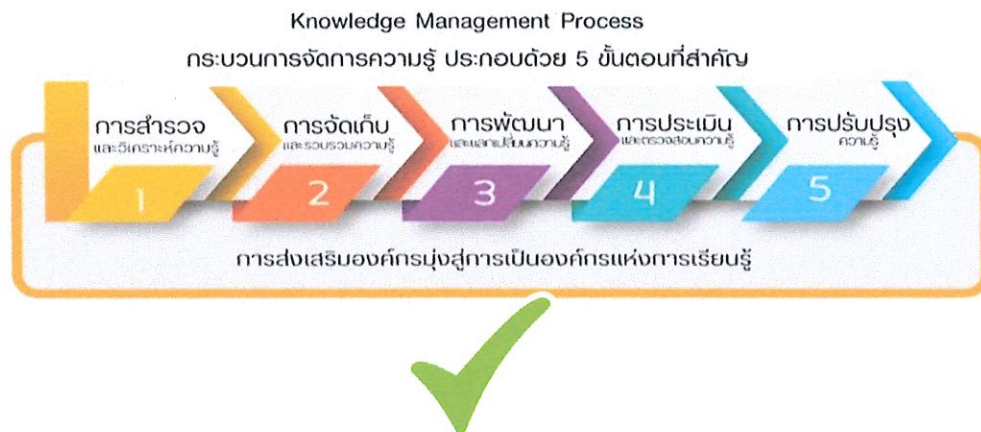 Knowledge Management Process
กระบวนการจัดการความรู้ ประกอบด้วย 5 ขั้นตอนที่สำคัญ
การสำรวจ
และวิเคราะห์ความรู้
1
การจัดเก็บ
และรวบรวมความรู้
2
การพัฒนา
และแลกเปลี่ยนความรู้
3
การประเมิน
และตรวจสอบความรู้
4
การปรับปรุง
ความรู้
5
การส่งเสริมองค์กรมุ่งสู่การเป็นองค์กรแห่งการเรียนรู้